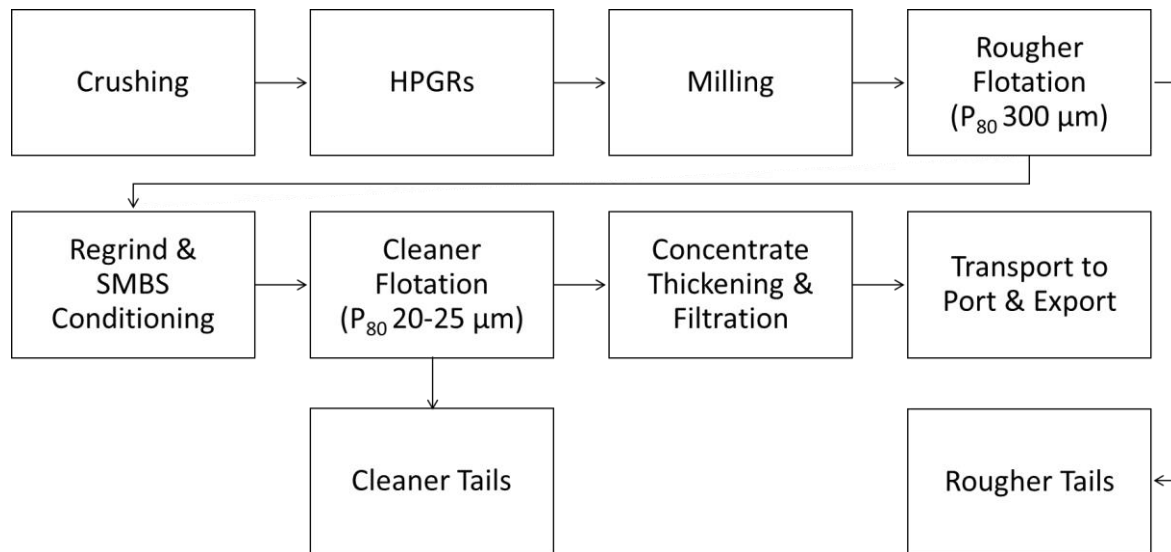 Crushing
HPGRs
Milling
Rougher
Flotation
(P₈₀ 300 µm)
Regrind &
SMBS
Conditioning
Cleaner
Flotation
(P₈₀ 20-25 µm)
Concentrate
Thickening &
Filtration
Transport to
Port & Export
Cleaner Tails
Rougher Tails